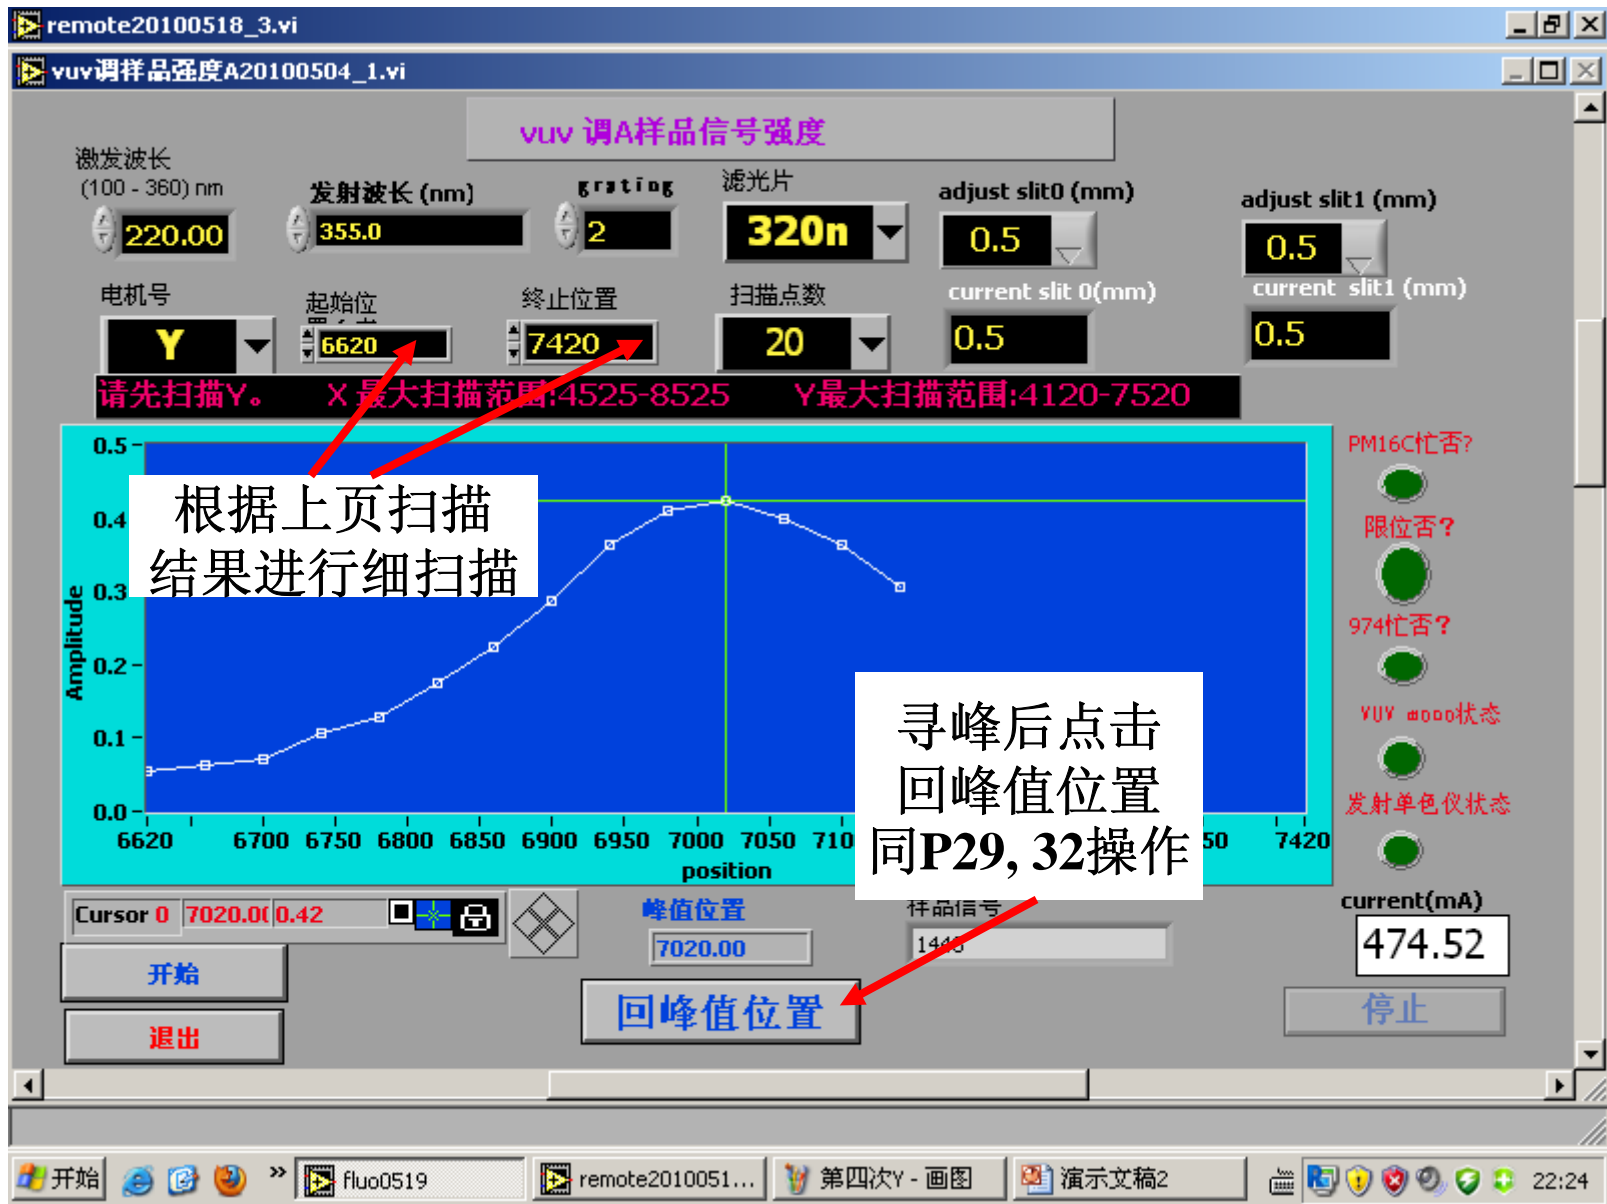 remote20100518_3.vi
vuv调样品强度A20100504_1.vi
vuv 调A样品信号强度
激发波长
(100 - 360) nm
发射波长 (nm)
grating
滤光片
adjust slit0 (mm)
adjust slit1 (mm)
220.00
355.0
2
320n
0.5
0.5
电机号
起始位
终止位置
扫描点数
current slit 0(mm)
current slit1 (mm)
Y
6620
7420
20
0.5
0.5
请先扫描Y。 X 最大扫描范围:4525-8525 Y最大扫描范围:4120-7520
0.5
0.4
0.3
0.2
0.1
0.0
Amplitude
根据上页扫描
结果进行细扫描
寻峰后点击
回峰值位置
同P29, 32操作
6620 6700 6750 6800 6850 6900 6950 7000 7050 710 50 7420
position
PM16C忙否?
限位否?
974忙否?
VUV mono状态
发射单色仪状态
Cursor 0 7020.0( 0.42
峰值位置
7020.00
样品信号
current(mA)
474.52
开始
退出
回峰值位置
停止
开始
fluo0519
remote2010051...
第四次Y - 画图
演示文稿2
22:24